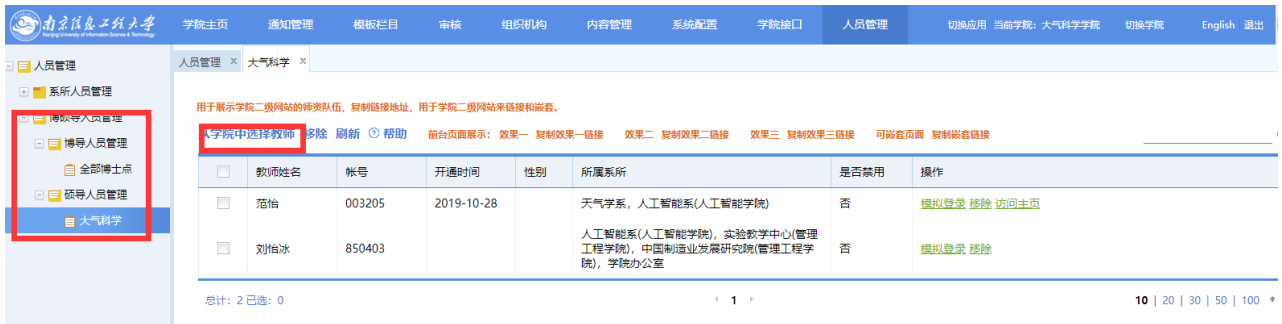 南京信息工程大学
Nanjing University of Information Science & Technology
学院主页 通知管理 模板栏目 审核 组织机构 内容管理 系统配置 学院接口 人员管理 切换应用 当前学院：大气科学学院 切换学院 English 退出
人员管理
系所人员管理
博硕导人员管理
博导人员管理
全部博士点
硕导人员管理
大气科学
人员管理 x 大气科学 x
用于展示学院二级网站的师资队伍，复制链接地址，用于学院二级网站来链接和嵌套。
从学院中选择教师 移除 刷新 ? 帮助 前台页面展示： 效果一 复制效果一链接 效果二 复制效果二链接 效果三 复制效果三链接 可嵌套页面 复制嵌套链接
教师姓名 帐号 开通时间 性别 所属系所 是否禁用 操作
范怡 003205 2019-10-28 天气学系，人工智能系(人工智能学院) 否 模拟登录 移除 访问主页
刘怡冰 850403 人工智能系(人工智能学院)，实验教学中心(管理
工程学院)，中国制造业发展研究院(管理工程学
院)，学院办公室 否 模拟登录 移除
总计：2 已选：0 1 10 | 20 | 30 | 50 | 100